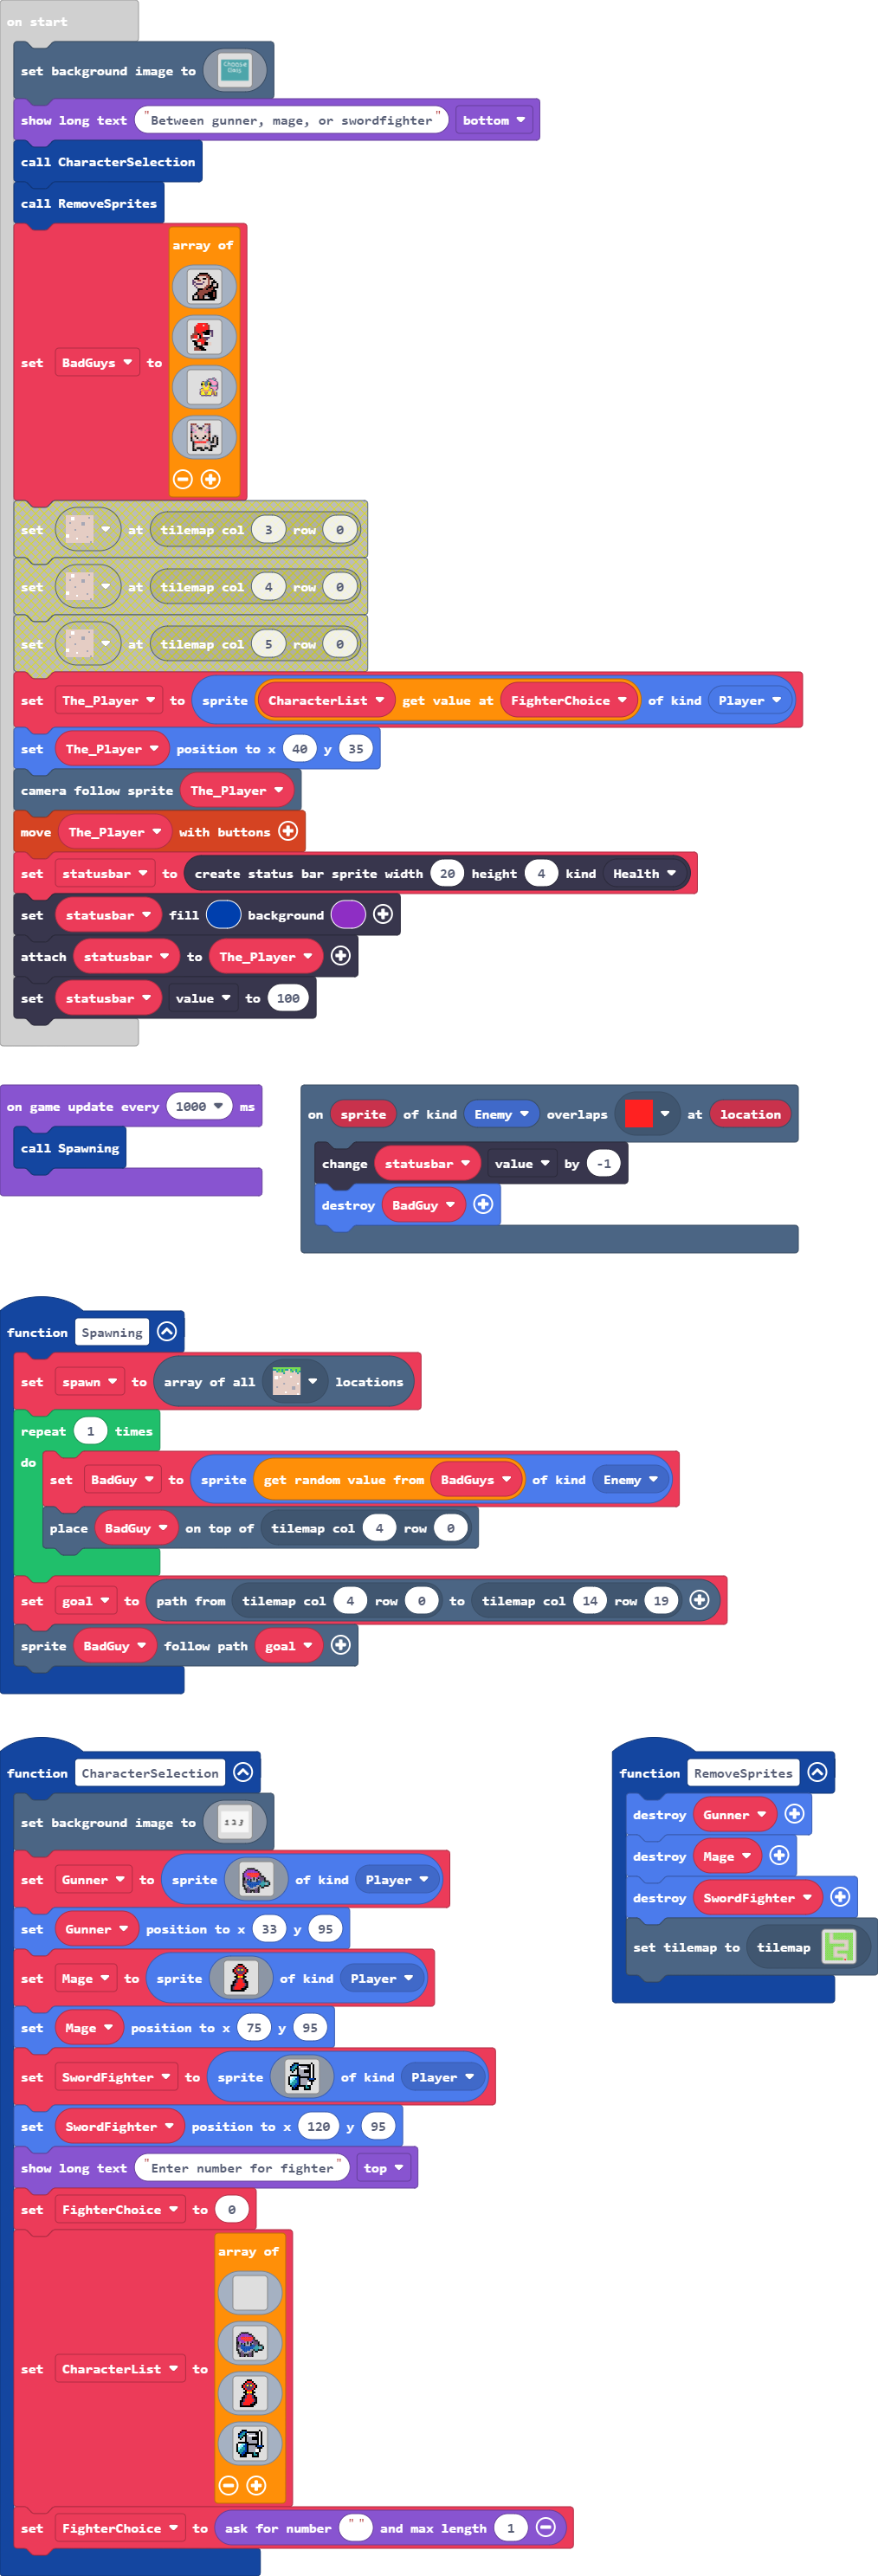 on start
set background image to CHOOSE Class
show long text "Between gunner, mage, or swordfighter" bottom
call CharacterSelection
call RemoveSprites
array of
set BadGuys to
set at tilemap col 3 row 0
set at tilemap col 4 row 0
set at tilemap col 5 row 0
set The_Player to sprite CharacterList get value at FighterChoice of kind Player
set The_Player position to x 40 y 35
camera follow sprite The_Player
move The_Player with buttons
set statusbar to create status bar sprite width 20 height 4 kind Health
set statusbar fill background
attach statusbar to The_Player
set statusbar value to 100
on game update every 1000 ms
call Spawning
on sprite of kind Enemy overlaps at location
change statusbar value by -1
destroy BadGuy
function Spawning
set spawn to array of all locations
repeat 1 times
do
set BadGuy to sprite get random value from BadGuys of kind Enemy
place BadGuy on top of tilemap col 4 row 0
set goal to path from tilemap col 4 row 0 to tilemap col 14 row 19
sprite BadGuy follow path goal
function CharacterSelection
set background image to 1 2 3
set Gunner to sprite of kind Player
set Gunner position to x 33 y 95
set Mage to sprite of kind Player
set Mage position to x 75 y 95
set SwordFighter to sprite of kind Player
set SwordFighter position to x 120 y 95
show long text "Enter number for fighter" top
set FighterChoice to 0
array of
set CharacterList to
set FighterChoice to ask for number "" and max length 1
function RemoveSprites
destroy Gunner
destroy Mage
destroy SwordFighter
set tilemap to tilemap